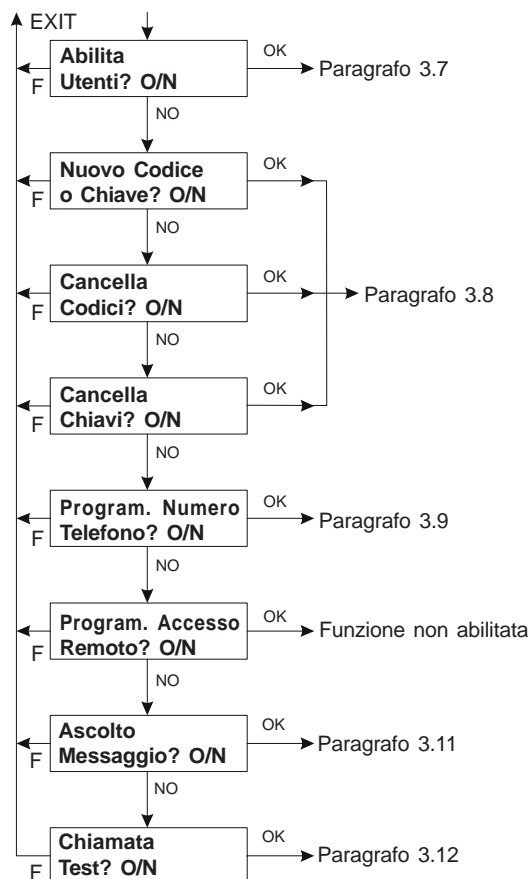 EXIT
Abilita
Utenti? O/N
OK
Paragrafo 3.7
F
NO
Nuovo Codice
o Chiave? O/N
OK
F
NO
Cancella
Codici? O/N
OK
Paragrafo 3.8
F
NO
Cancella
Chiavi? O/N
OK
F
NO
Program. Numero
Telefono? O/N
OK
Paragrafo 3.9
F
NO
Program. Accesso
Remoto? O/N
OK
Funzione non abilitata
F
NO
Ascolto
Messaggio? O/N
OK
Paragrafo 3.11
F
NO
Chiamata
Test? O/N
OK
Paragrafo 3.12
F